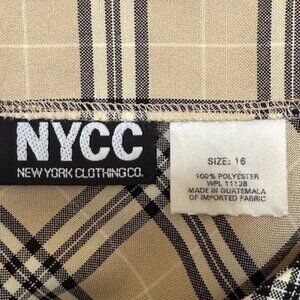 NYCC
NEW YORK CLOTHING CO.
SIZE: 16
100% POLYESTER
WPL 11128
MADE IN GUATEMALA
OF IMPORTED FABRIC